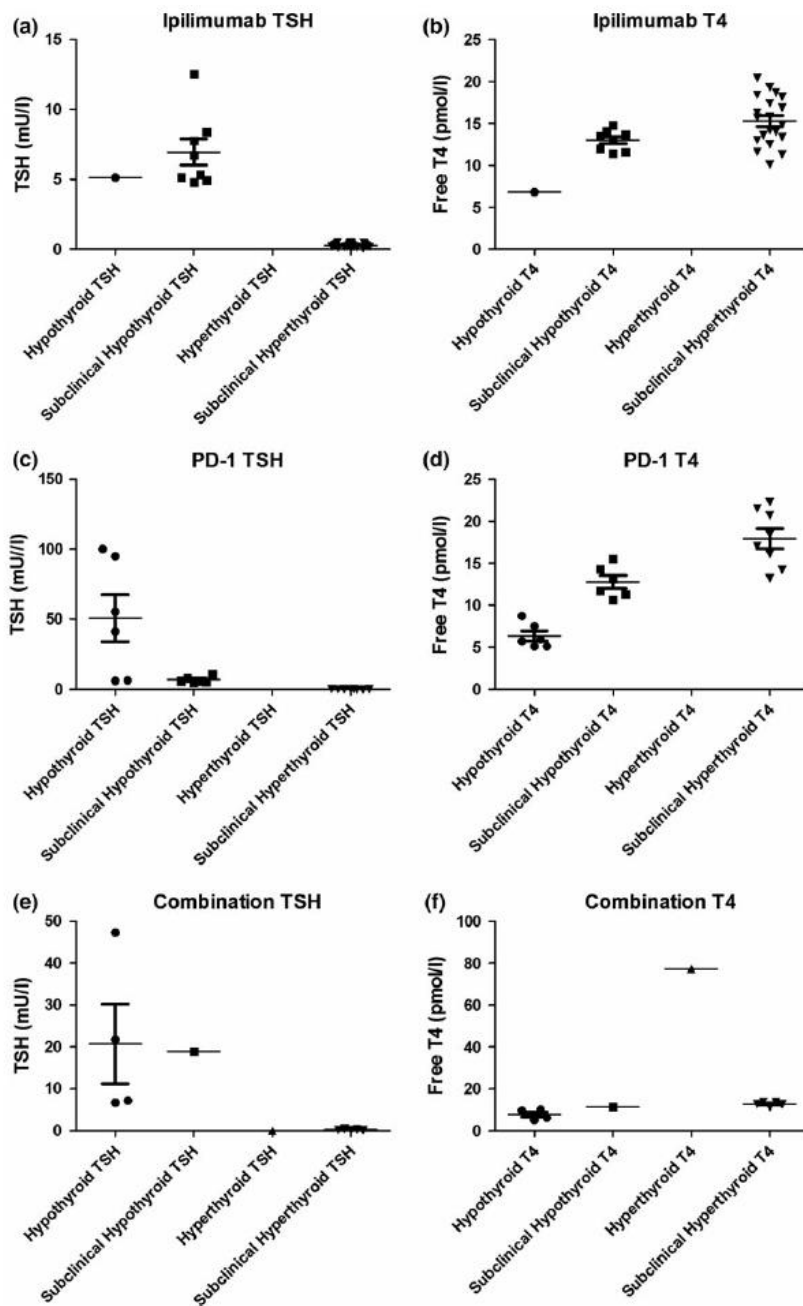 (a) Ipilimumab TSH
TSH (mU/l)
15
10
5
0
Hypothyroid TSH
Subclinical Hypothyroid TSH
Hyperthyroid TSH
Subclinical Hyperthyroid TSH
(b) Ipilimumab T4
Free T4 (pmol/l)
25
20
15
10
5
0
Hypothyroid T4
Subclinical Hypothyroid T4
Hyperthyroid T4
Subclinical Hyperthyroid T4
(c) PD-1 TSH
TSH (mU//l)
150
100
50
0
Hypothyroid TSH
Subclinical Hypothyroid TSH
Hyperthyroid TSH
Subclinical Hyperthyroid TSH
(d) PD-1 T4
Free T4 (pmol/l)
25
20
15
10
5
0
Hypothyroid T4
Subclinical Hypothyroid T4
Hyperthyroid T4
Subclinical Hyperthyroid T4
(e) Combination TSH
TSH (mU/l)
50
40
30
20
10
0
Hypothyroid TSH
Subclinical Hypothyroid TSH
Hyperthyroid TSH
Subclinical Hyperthyroid TSH
(f) Combination T4
Free T4 (pmol/l)
100
80
60
40
20
0
Hypothyroid T4
Subclinical Hypothyroid T4
Hyperthyroid T4
Subclinical Hyperthyroid T4